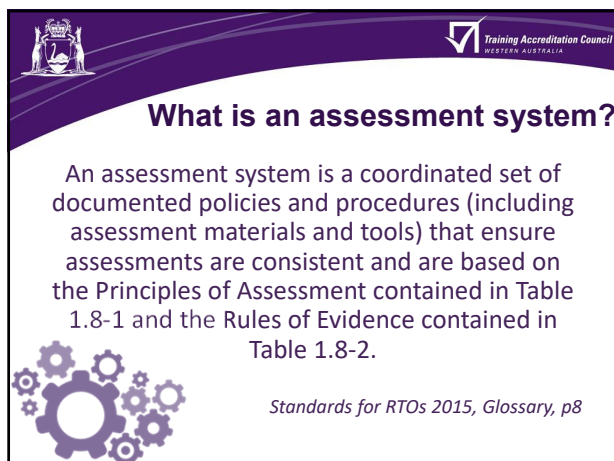 Training Accreditation Council
WESTERN AUSTRALIA
What is an assessment system?
An assessment system is a coordinated set of
documented policies and procedures (including
assessment materials and tools) that ensure
assessments are consistent and are based on
the Principles of Assessment contained in Table
1.8-1 and the Rules of Evidence contained in
Table 1.8-2.
Standards for RTOs 2015, Glossary, p8